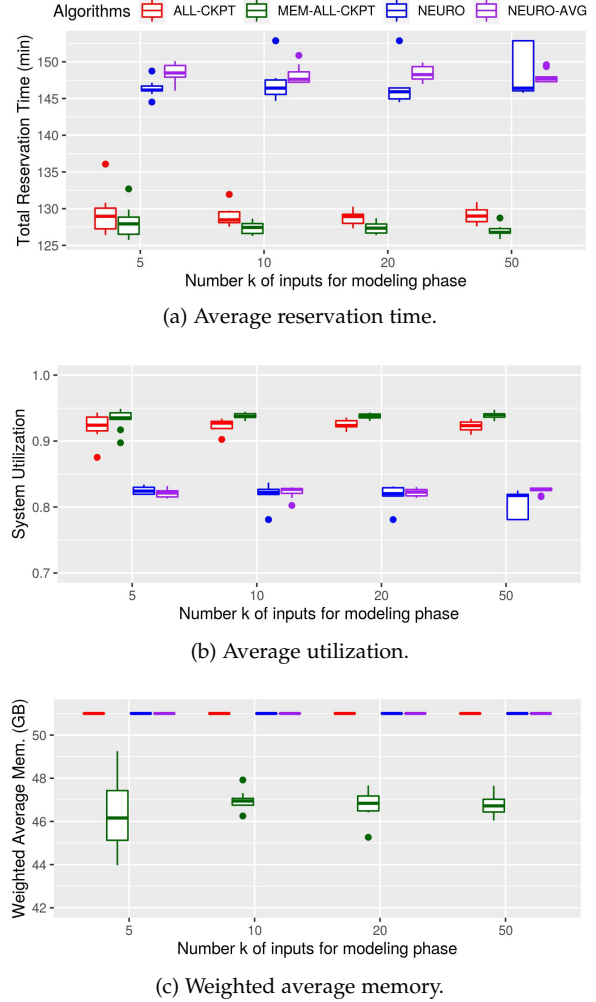 Algorithms ALL-CKPT MEM-ALL-CKPT NEURO NEURO-AVG
Total Reservation Time (min)
150
145
140
135
130
125
5 10 20 50
Number k of inputs for modeling phase
(a) Average reservation time.
System Utilization
1.0
0.9
0.8
0.7
5 10 20 50
Number k of inputs for modeling phase
(b) Average utilization.
Weighted Average Mem. (GB)
50
48
46
44
42
5 10 20 50
Number k of inputs for modeling phase
(c) Weighted average memory.